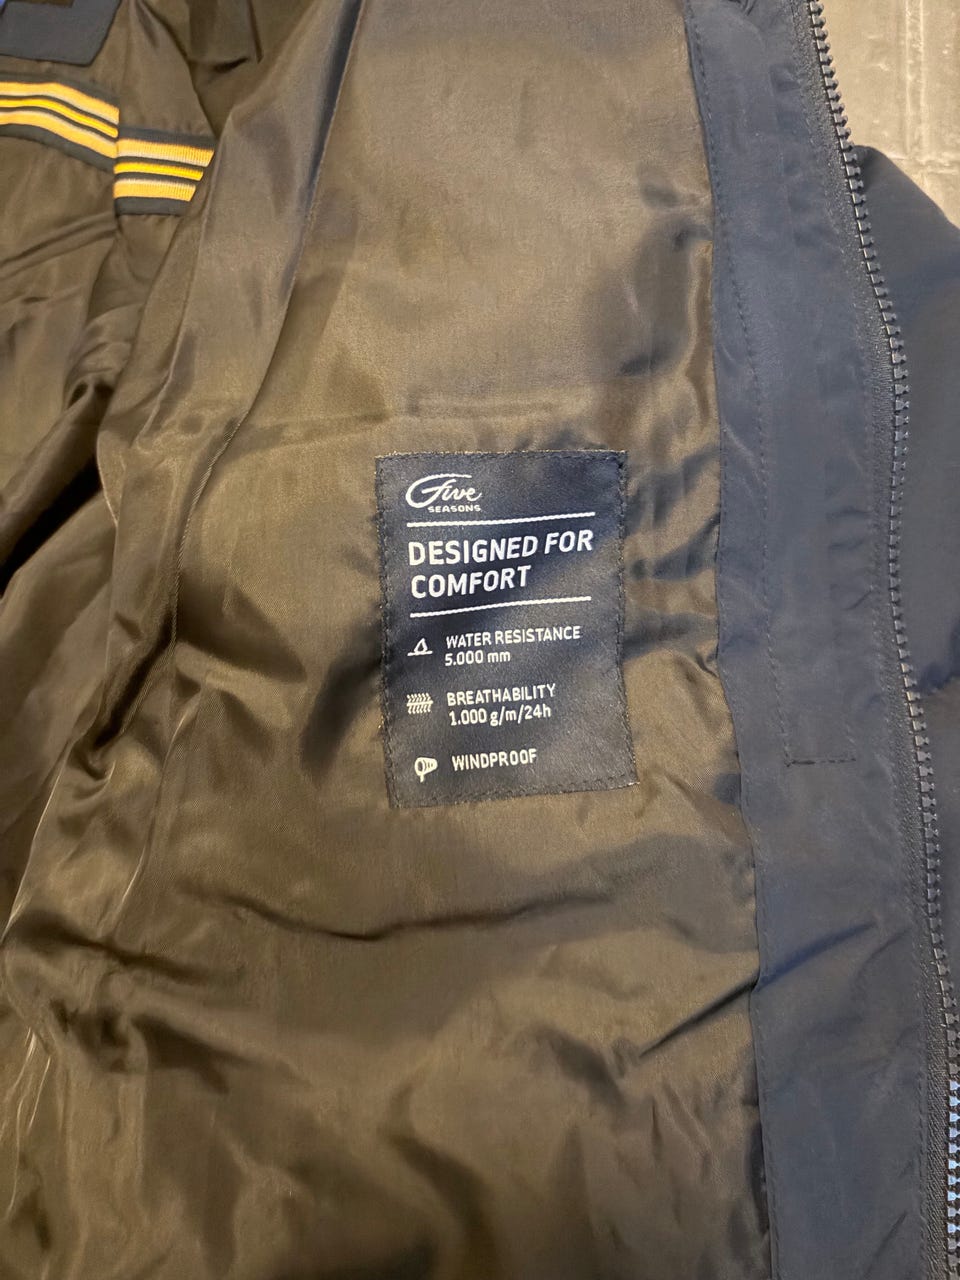 Five
SEASONS
DESIGNED FOR
COMFORT
WATER RESISTANCE
5.000 mm
BREATHABILITY
1.000 g/m/24h
WINDPROOF